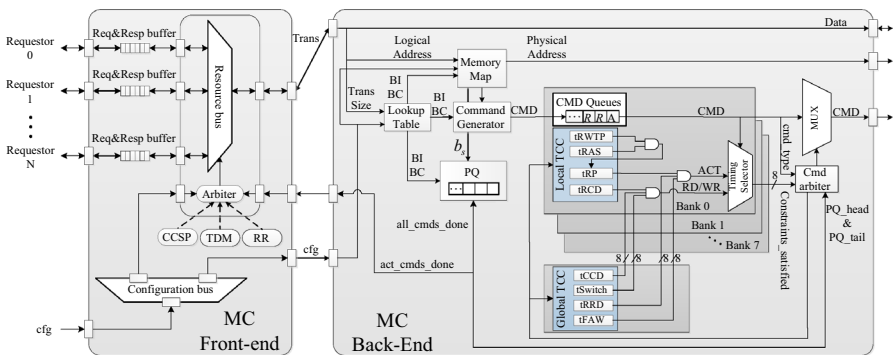 Requestor
0
Requestor
1
Requestor
N
Req&Resp buffer
Req&Resp buffer
Req&Resp buffer
Resource bus
Trans
Arbiter
CCSP
TDM
RR
Configuration bus
cfg
cfg
MC
Front-end
MC
Back-End
Data
Logical
Address
Physical
Address
Memory
Map
Trans
Size
BI
BC
BI
BC
BI
BC
Lookup
Table
Command
Generator
CMD
bs
PQ
...
all_cmds_done
act_cmds_done
CMD Queues
... R R A
CMD
Local TCC
tRWTP
tRAS
tRP
tRCD
ACT
RD/WR
Timing
Selector
Bank 0
Bank 1
Bank 7
8
8
8
8
8
Global TCC
tCCD
tSwitch
tRRD
tFAW
cmd_type
Constraints_satisfied
MUX
CMD
Cmd
arbiter
PQ_head
&
PQ_tail